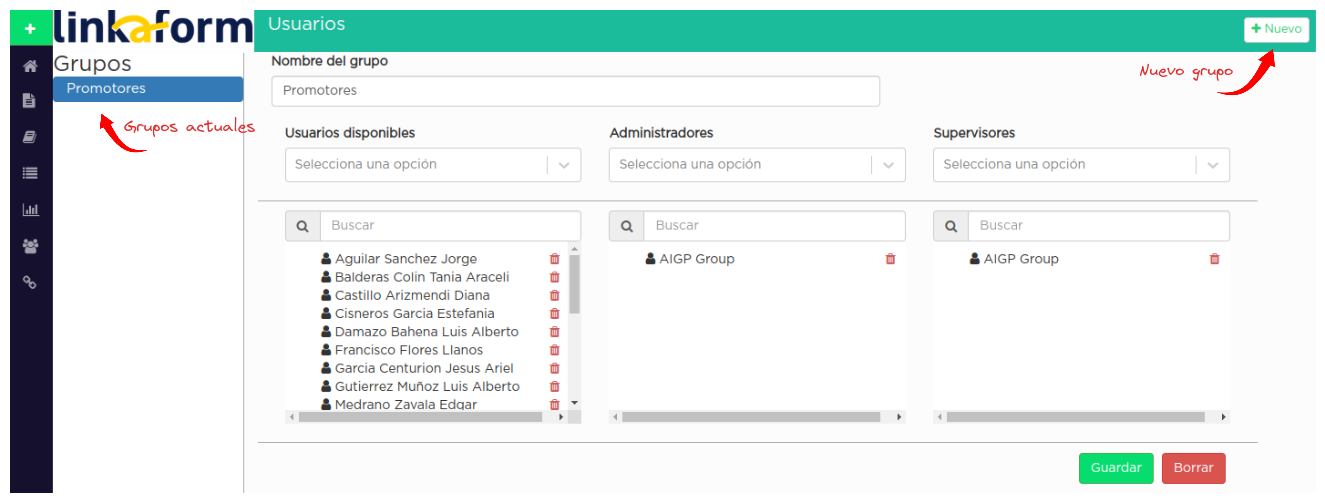 +
linkaform
Usuarios
+ Nuevo
Grupos
Promotores
Grupos actuales
Nuevo grupo
Nombre del grupo
Promotores
Usuarios disponibles
Administradores
Supervisores
Selecciona una opción
Selecciona una opción
Selecciona una opción
Buscar
Buscar
Buscar
Aguilar Sanchez Jorge
Balderas Colin Tania Araceli
Castillo Arizmendi Diana
Cisneros Garcia Estefania
Damazo Bahena Luis Alberto
Francisco Flores Llanos
Garcia Centurion Jesus Ariel
Gutierrez Muñoz Luis Alberto
Medrano Zavala Edgar
AIGP Group
AIGP Group
Guardar
Borrar